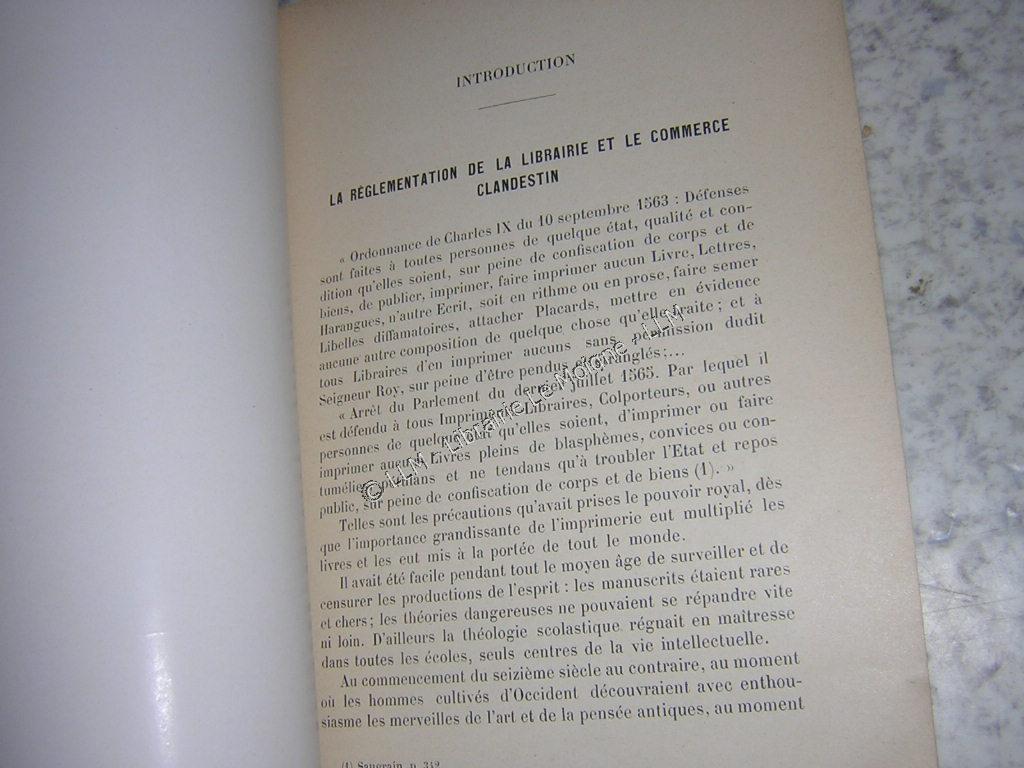 INTRODUCTION
LA RÈGLEMENTATION DE LA LIBRAIRIE ET LE COMMERCE
CLANDESTIN
« Ordonnance de Charles IX du 10 septembre 1563 : Défenses
sont faites à toutes personnes de quelque état, qualité et con-
dition qu'elles soient, sur peine de confiscation de corps et de
biens, de publier, imprimer, faire imprimer aucun Livre, Lettres,
Harangues, n'autre Ecrit, soit en rithme ou en prose, faire semer
Libelles diffamatoires, attacher Placards, mettre en évidence
aucune autre composition de quelque chose qu'elle traite ; et à
tous Libraires d'en imprimer aucuns sans permission dudit
Seigneur Roy, sur peine d'être pendus et étranglés ;...
« Arrêt du Parlement du dernier juillet 1565. Par lequel il
est défendu à tous Imprimeurs, Libraires, Colporteurs, ou autres
personnes de quelque état qu'elles soient, d'imprimer ou faire
imprimer aucuns Livres pleins de blasphèmes, convices ou con-
tumélies, et ne tendans qu'à troubler l'Etat et repos
public, sur peine de confiscation de corps et de biens (1). »
Telles sont les précautions qu'avait prises le pouvoir royal, dès
que l'importance grandissante de l'imprimerie eut multiplié les
livres et les eut mis à la portée de tout le monde.
Il avait été facile pendant tout le moyen âge de surveiller et de
censurer les productions de l'esprit : les manuscrits étaient rares
et chers ; les théories dangereuses ne pouvaient se répandre vite
ni loin. D'ailleurs la théologie scolastique régnait en maîtresse
dans toutes les écoles, seuls centres de la vie intellectuelle.
Au commencement du seizième siècle au contraire, au moment
où les hommes cultivés d'Occident découvraient avec enthou-
siasme les merveilles de l'art et de la pensée antiques, au moment
(1) Saugrain, p. 349
© LLM - Librairie Le Molane - LLM